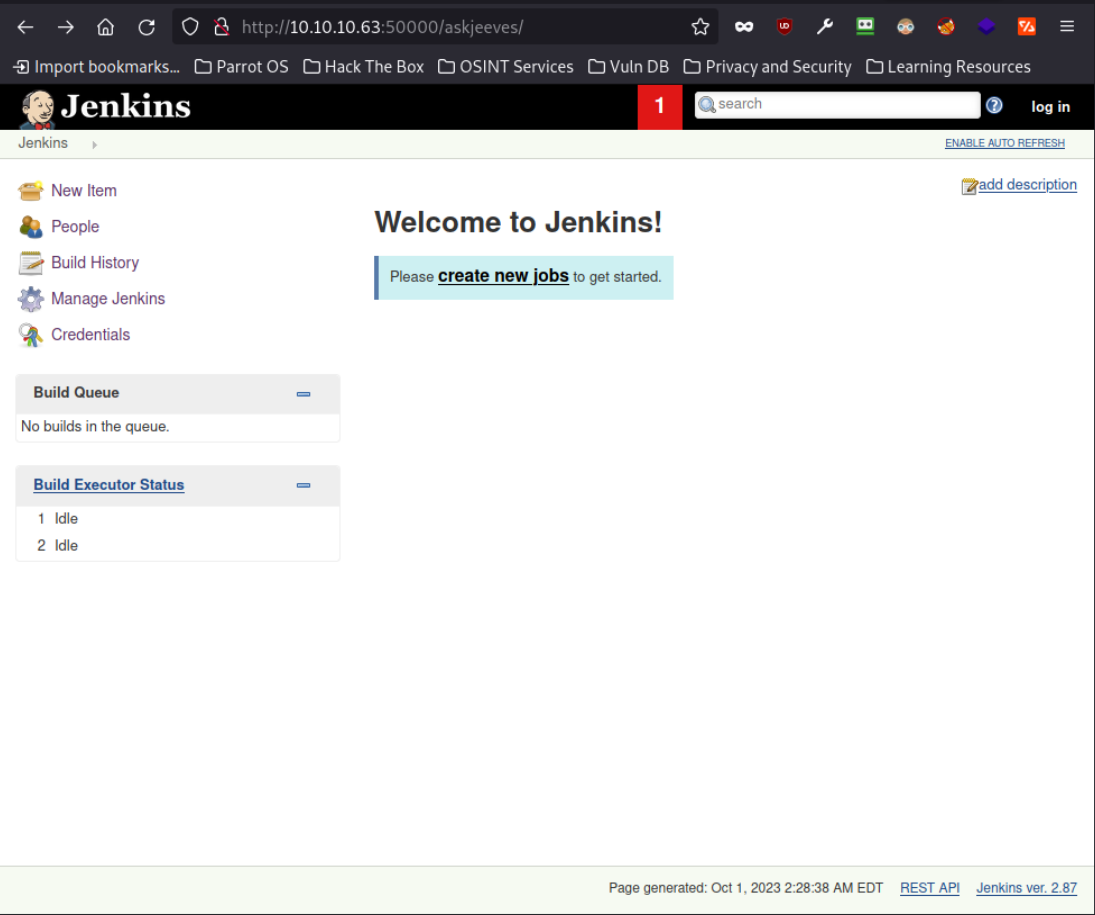 http://10.10.10.63:50000/askjeeves/
Import bookmarks... Parrot OS Hack The Box OSINT Services Vuln DB Privacy and Security Learning Resources
Jenkins 1 search log in
Jenkins ENABLE AUTO REFRESH
add description
New Item
People
Build History
Manage Jenkins
Credentials
Welcome to Jenkins!
Please create new jobs to get started.
Build Queue
No builds in the queue.
Build Executor Status
1 Idle
2 Idle
Page generated: Oct 1, 2023 2:28:38 AM EDT REST API Jenkins ver. 2.87